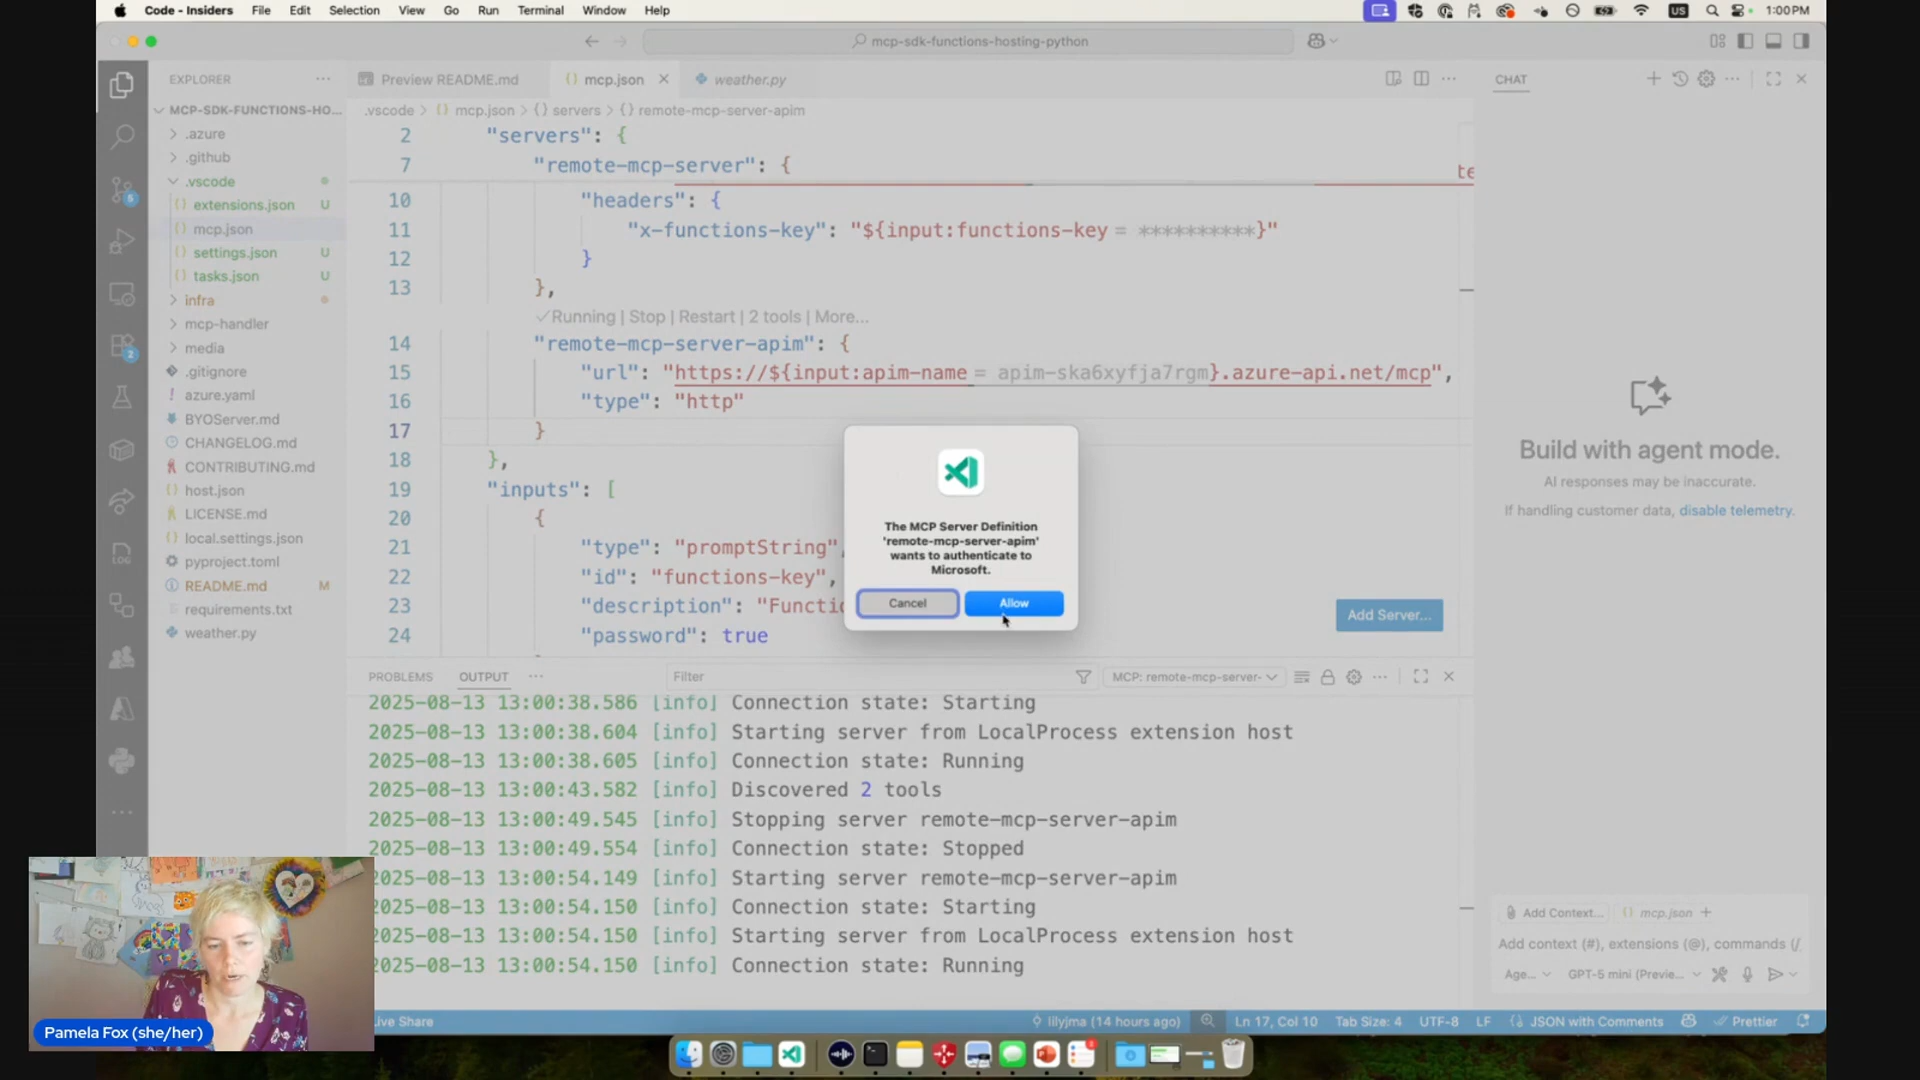 Code - Insiders File Edit Selection View Go Run Terminal Window Help
US
1:00 PM
mcp-sdk-functions-hosting-python
EXPLORER
MCP-SDK-FUNCTIONS-HO...
.azure
.github
.vscode
extensions.json U
mcp.json
settings.json U
tasks.json U
infra
mcp-handler
media
.gitignore
azure.yaml
BYOServer.md
CHANGELOG.md
CONTRIBUTING.md
host.json
LICENSE.md
local.settings.json
pyproject.toml
README.md M
requirements.txt
weather.py
5
2
Preview README.md
mcp.json
weather.py
.vscode > {} mcp.json > {} servers > {} remote-mcp-server-apim
2 "servers": {
7 "remote-mcp-server": {
te
10 "headers": {
11 "x-functions-key": "${input:functions-key = **********}"
12 }
13 },
✓Running | Stop | Restart | 2 tools | More...
14 "remote-mcp-server-apim": {
15 "url": "https://${input:apim-name = apim-ska6xyfja7rgm}.azure-api.net/mcp",
16 "type": "http"
17 }
18 },
19 "inputs": [
20 {
21 "type": "promptString",
22 "id": "functions-key",
23 "description": "Functio
24 "password": true
The MCP Server Definition
'remote-mcp-server-apim'
wants to authenticate to
Microsoft.
Cancel
Allow
Add Server...
PROBLEMS OUTPUT ... Filter MCP: remote-mcp-server-
2025-08-13 13:00:38.586 [info] Connection state: Starting
2025-08-13 13:00:38.604 [info] Starting server from LocalProcess extension host
2025-08-13 13:00:38.605 [info] Connection state: Running
2025-08-13 13:00:43.582 [info] Discovered 2 tools
2025-08-13 13:00:49.545 [info] Stopping server remote-mcp-server-apim
2025-08-13 13:00:49.554 [info] Connection state: Stopped
2025-08-13 13:00:54.149 [info] Starting server remote-mcp-server-apim
2025-08-13 13:00:54.150 [info] Connection state: Starting
2025-08-13 13:00:54.150 [info] Starting server from LocalProcess extension host
2025-08-13 13:00:54.150 [info] Connection state: Running
CHAT
Build with agent mode.
AI responses may be inaccurate.
If handling customer data, disable telemetry.
Add Context... {} mcp.json +
Add context (#), extensions (@), commands (/
Age... GPT-5 mini (Previe...
Live Share
lilyjma (14 hours ago) Ln 17, Col 10 Tab Size: 4 UTF-8 LF {} JSON with Comments Prettier
Pamela Fox (she/her)